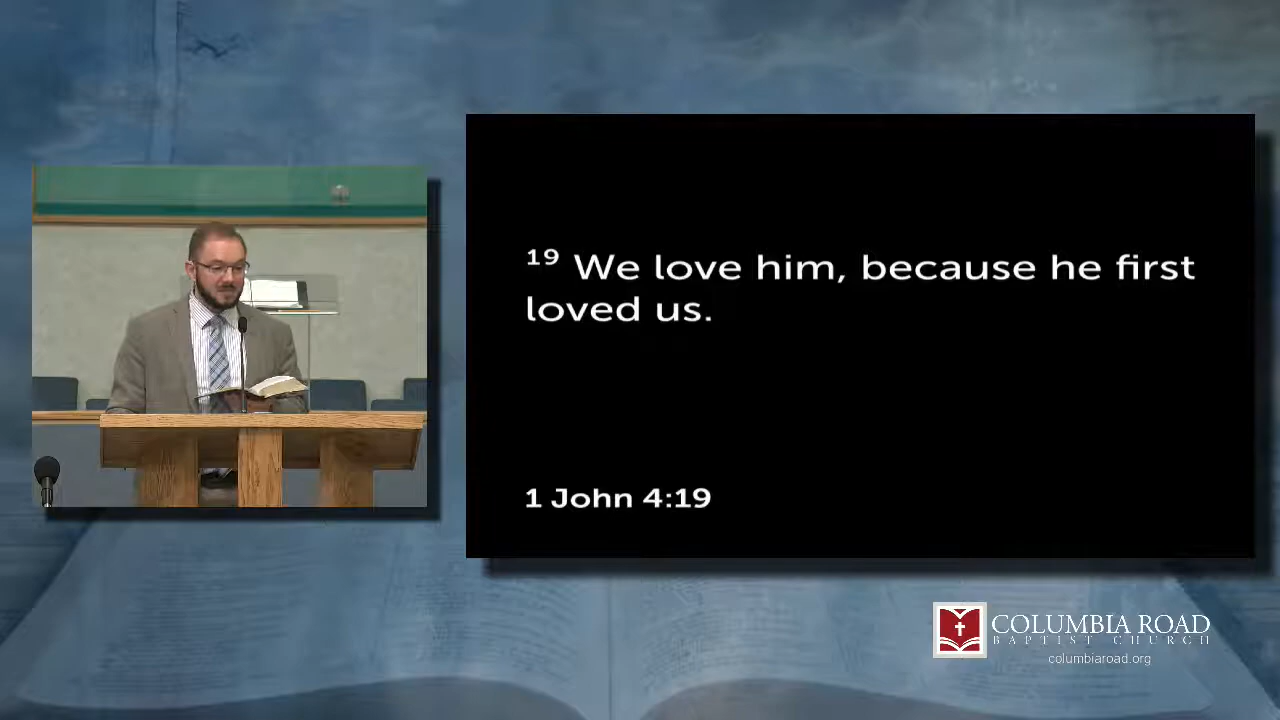 19 We love him, because he first
loved us.
1 John 4:19
COLUMBIA ROAD
BAPTIST CHURCH
columbiaroad.org